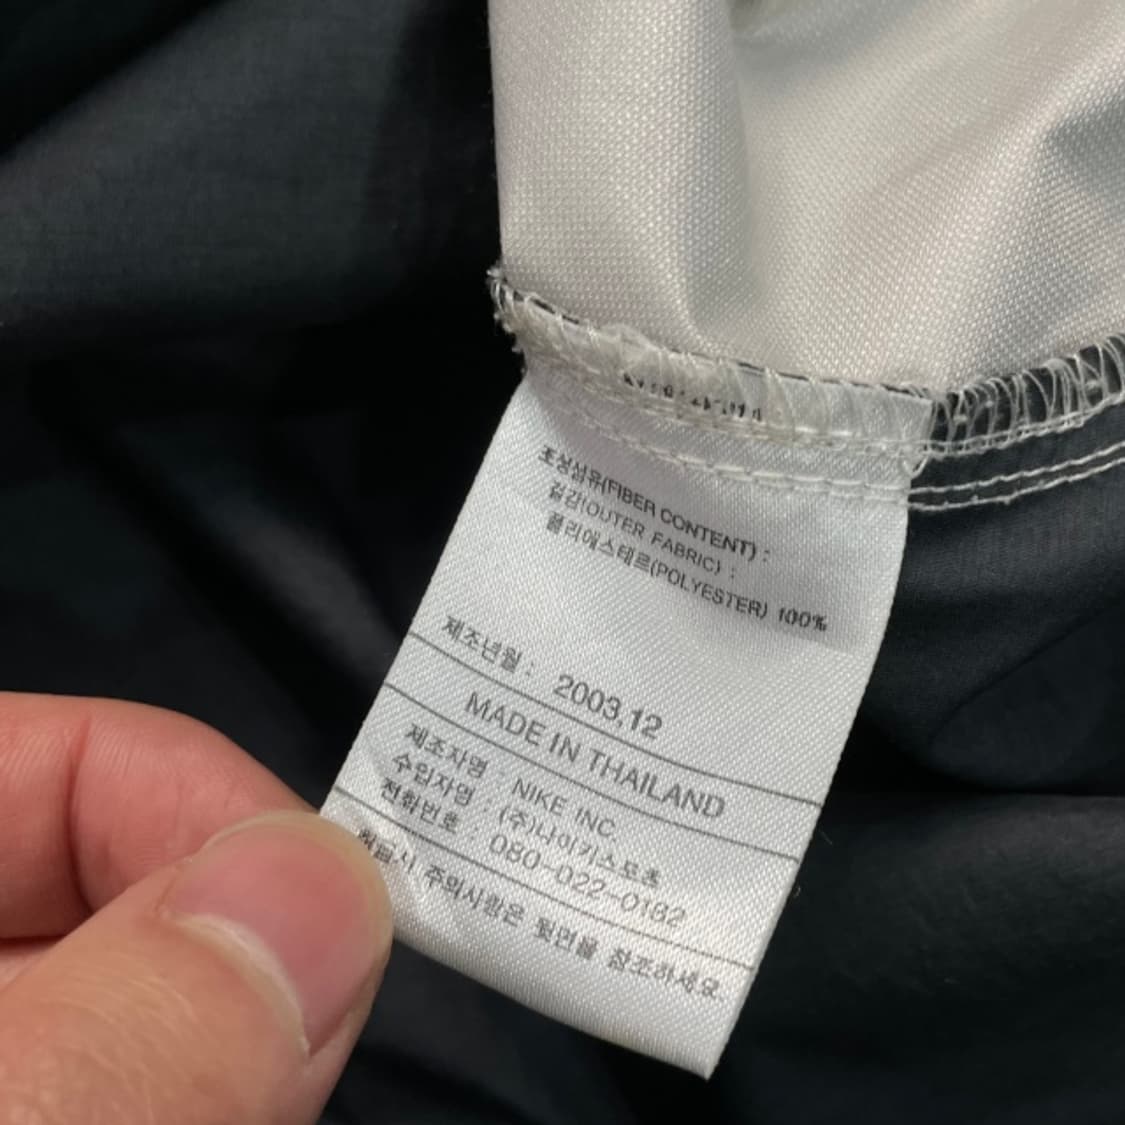 조성섬유(FIBER CONTENT) :
겉감(OUTER FABRIC) :
폴리에스테르(POLYESTER) 100%
제조년월 : 2003.12
MADE IN THAILAND
제조자명 : NIKE INC.
수입자명 : (주)나이키스포츠
전화번호 : 080-022-0182
취급시 주의사항은 뒷면을 참조하세요.